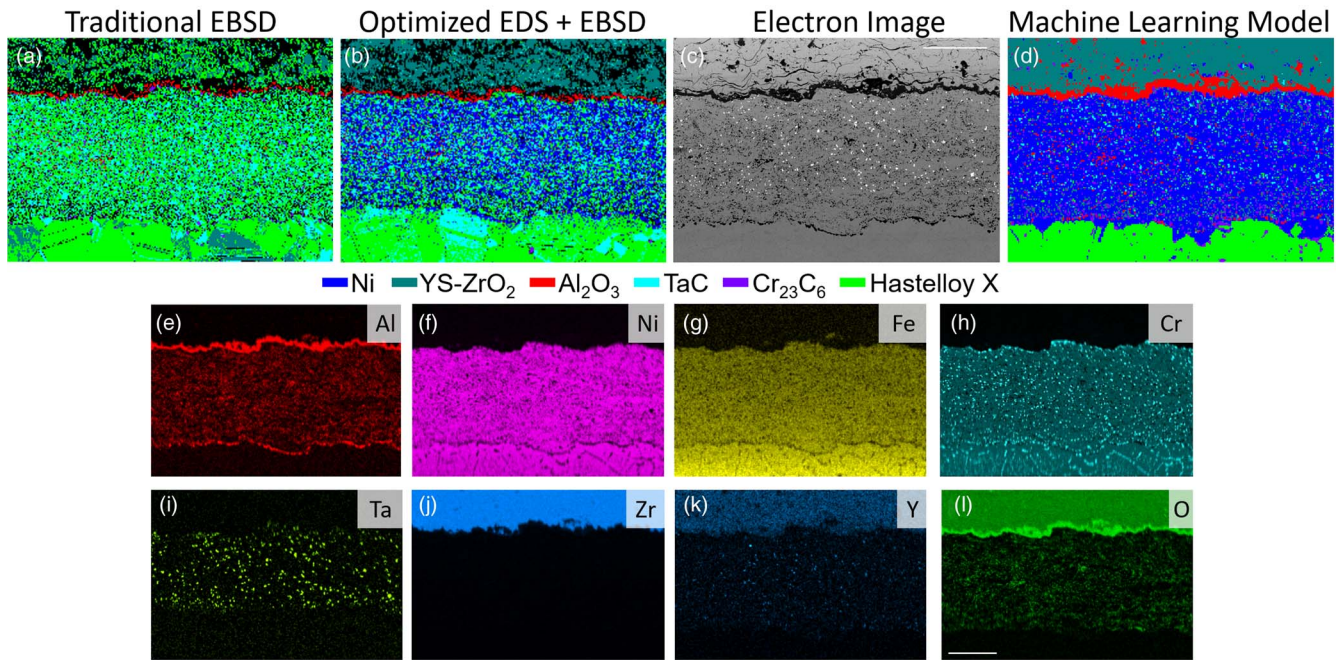 Traditional EBSD
Optimized EDS + EBSD
Electron Image
Machine Learning Model
(a)
(b)
(c)
(d)
Ni YS-ZrO₂ Al₂O₃ TaC Cr₂₃C₆ Hastelloy X
(e) Al
(f) Ni
(g) Fe
(h) Cr
(i) Ta
(j) Zr
(k) Y
(l) O